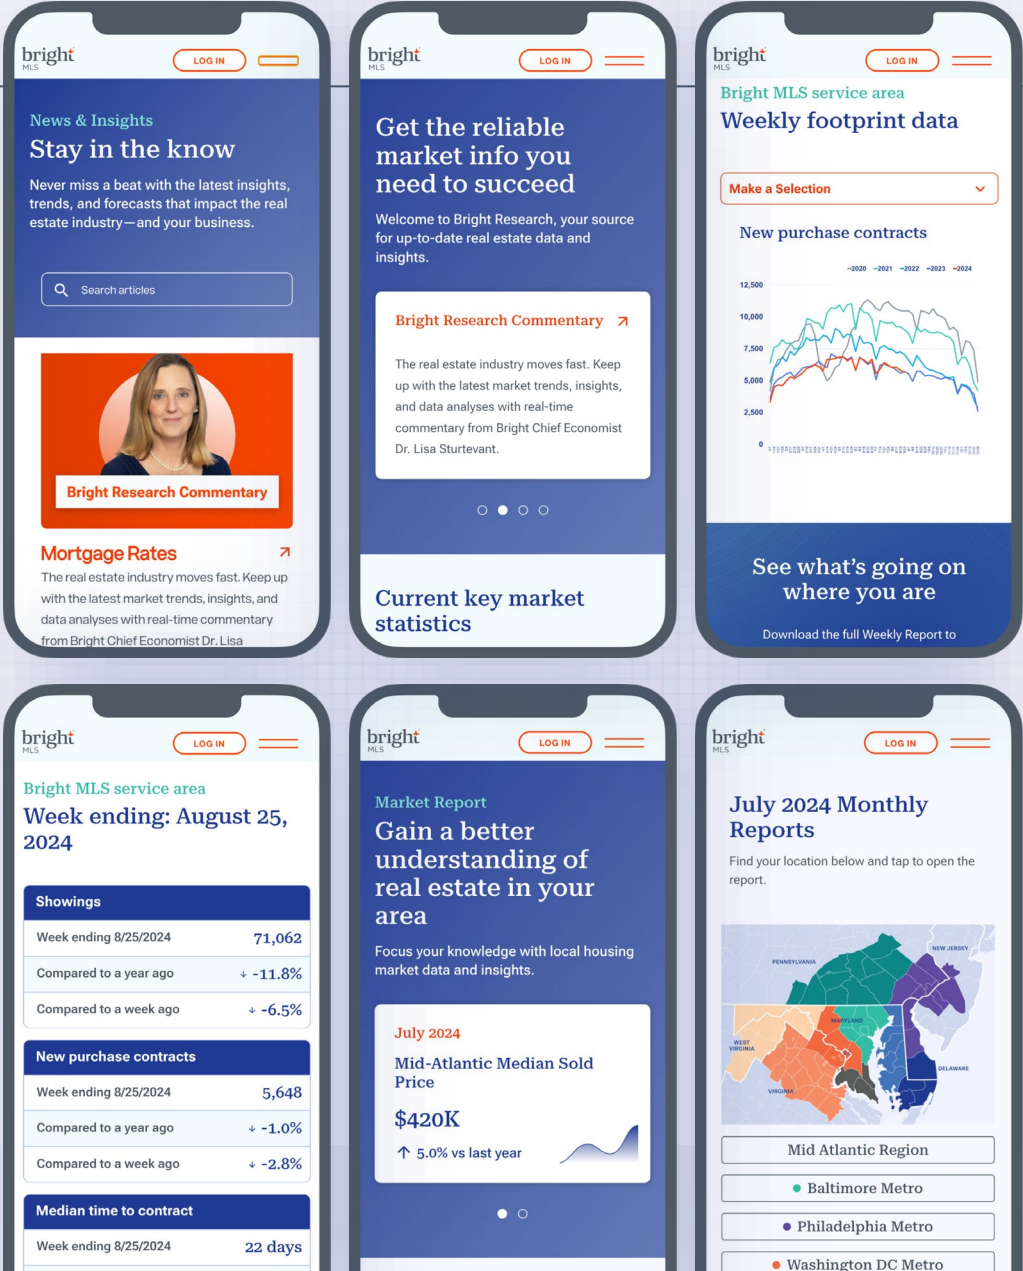 bright
MLS
LOG IN
News & Insights
Stay in the know
Never miss a beat with the latest insights,
trends, and forecasts that impact the real
estate industry—and your business.
Search articles
Bright Research Commentary
Mortgage Rates
The real estate industry moves fast. Keep up
with the latest market trends, insights, and
data analyses with real-time commentary
from Bright Chief Economist Dr. Lisa
bright
MLS
LOG IN
Get the reliable
market info you
need to succeed
Welcome to Bright Research, your source
for up-to-date real estate data and
insights.
Bright Research Commentary
The real estate industry moves fast. Keep
up with the latest market trends, insights,
and data analyses with real-time
commentary from Bright Chief Economist
Dr. Lisa Sturtevant.
Current key market
statistics
bright
MLS
LOG IN
Bright MLS service area
Weekly footprint data
Make a Selection
New purchase contracts
2020 2021 2022 2023 2024
12,500
10,000
7,500
5,000
2,500
0
See what's going on
where you are
Download the full Weekly Report to
bright
MLS
LOG IN
Bright MLS service area
Week ending: August 25,
2024
Showings
Week ending 8/25/2024 71,062
Compared to a year ago ↓ -11.8%
Compared to a week ago ↓ -6.5%
New purchase contracts
Week ending 8/25/2024 5,648
Compared to a year ago ↓ -1.0%
Compared to a week ago ↓ -2.8%
Median time to contract
Week ending 8/25/2024 22 days
bright
MLS
LOG IN
Market Report
Gain a better
understanding of
real estate in your
area
Focus your knowledge with local housing
market data and insights.
July 2024
Mid-Atlantic Median Sold
Price
$420K
↑ 5.0% vs last year
bright
MLS
LOG IN
July 2024 Monthly
Reports
Find your location below and tap to open the
report.
NEW JERSEY
PENNSYLVANIA
MARYLAND
WEST
VIRGINIA
DELAWARE
VIRGINIA
Mid Atlantic Region
Baltimore Metro
Philadelphia Metro
Washington DC Metro